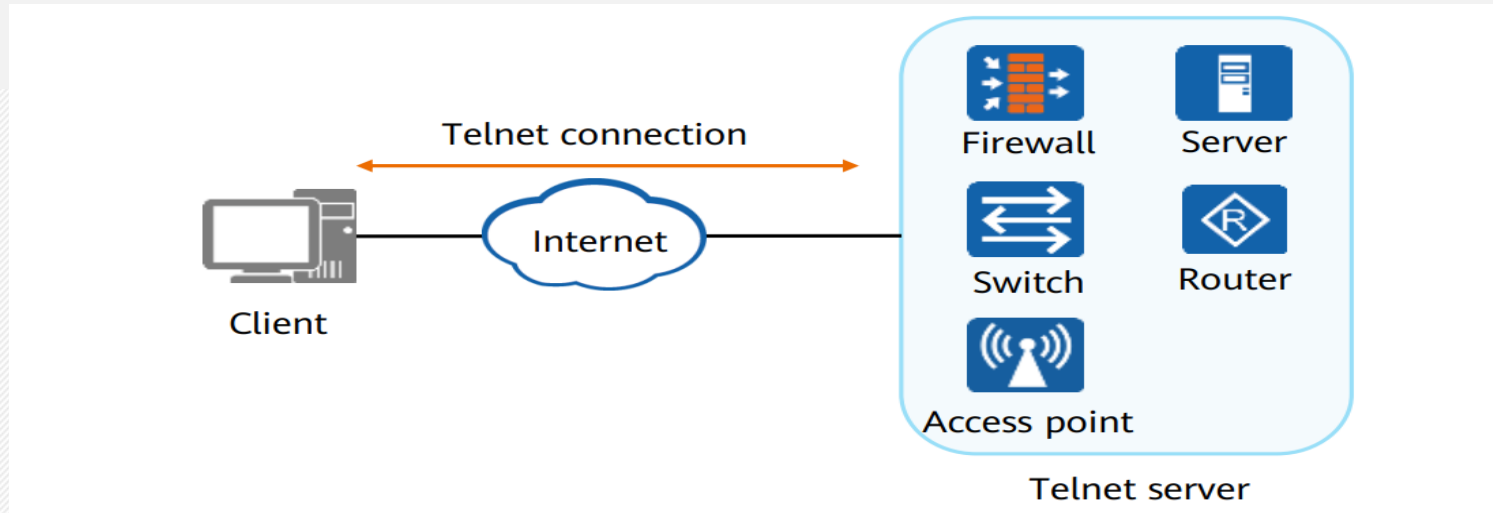 Telnet connection
Firewall
Server
Internet
Switch
R
Router
Client
Access point
Telnet server